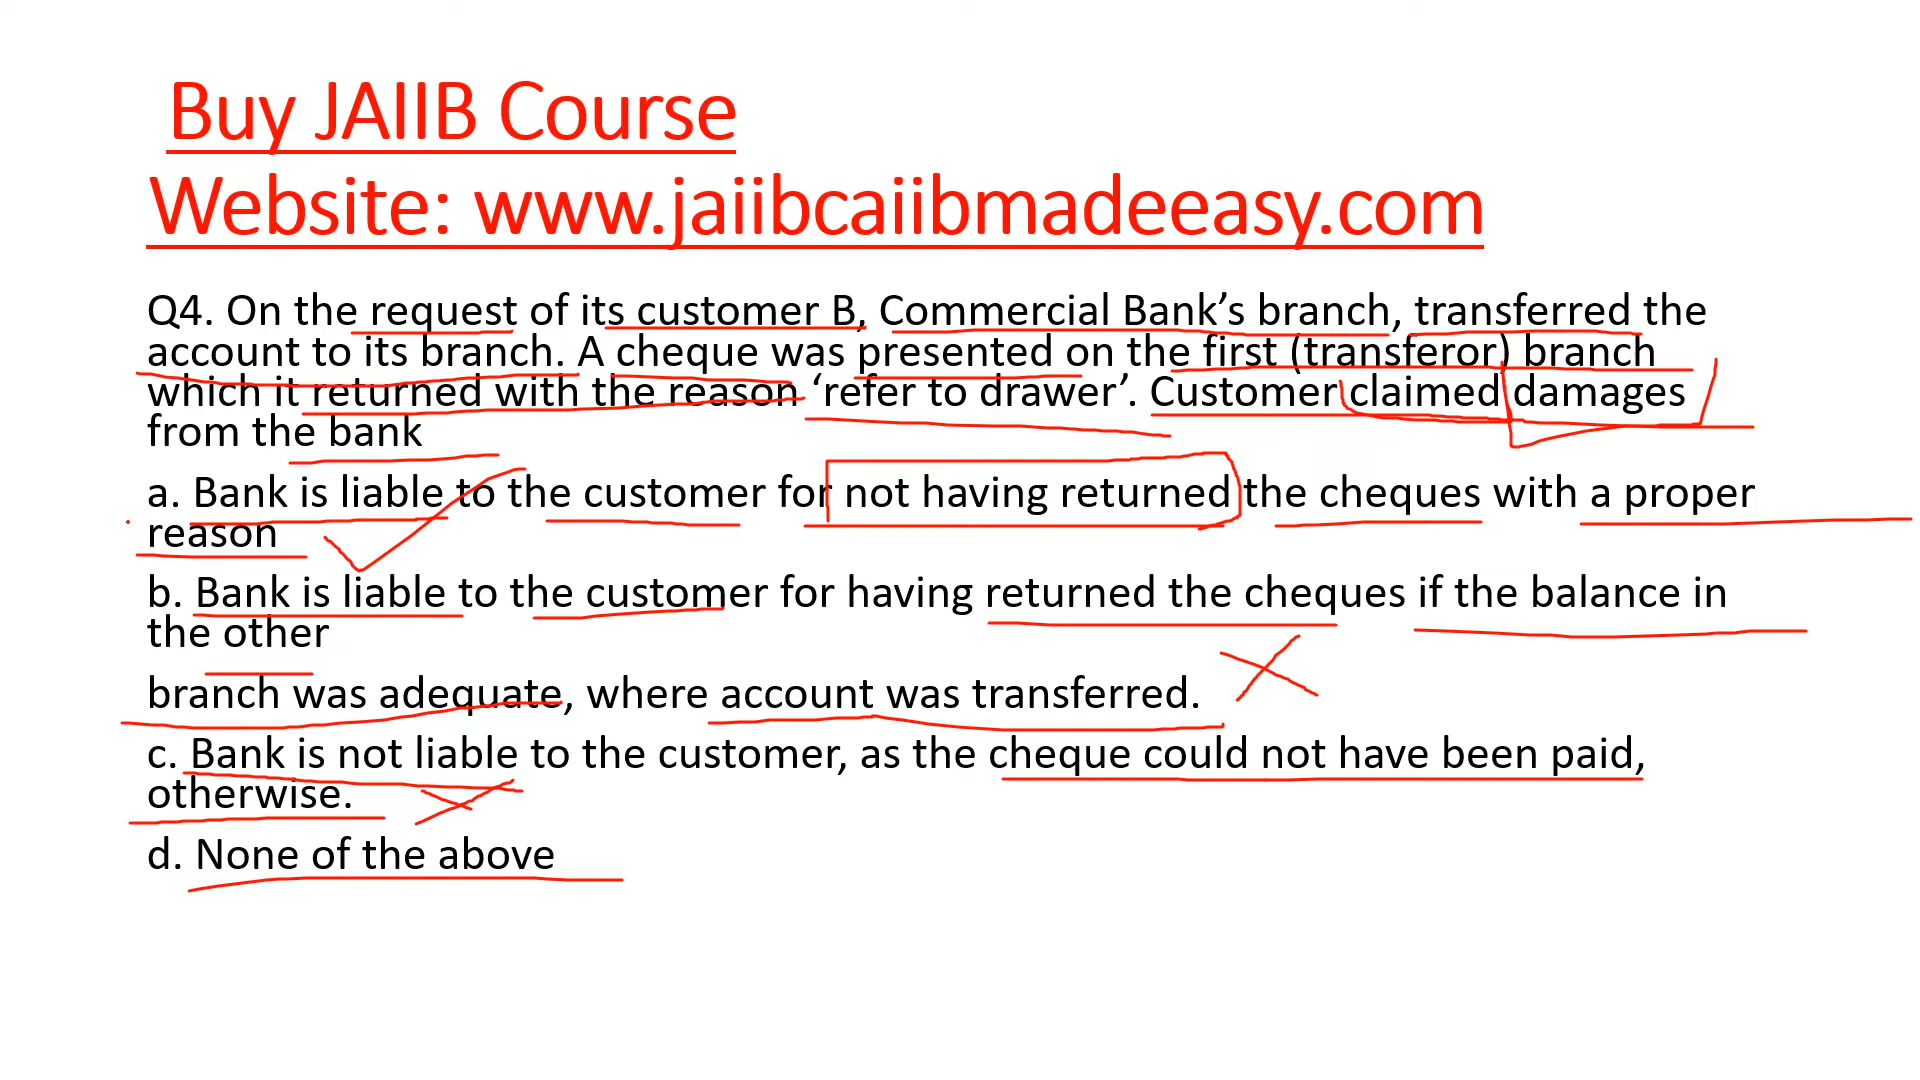 Buy JAIIB Course
Website: www.jaiibcaiibmadeeasy.com
Q4. On the request of its customer B, Commercial Bank’s branch, transferred the
account to its branch. A cheque was presented on the first (transferor) branch
which it returned with the reason ‘refer to drawer’. Customer claimed damages
from the bank
a. Bank is liable to the customer for not having returned the cheques with a proper
reason
b. Bank is liable to the customer for having returned the cheques if the balance in
the other
branch was adequate, where account was transferred.
c. Bank is not liable to the customer, as the cheque could not have been paid,
otherwise.
d. None of the above